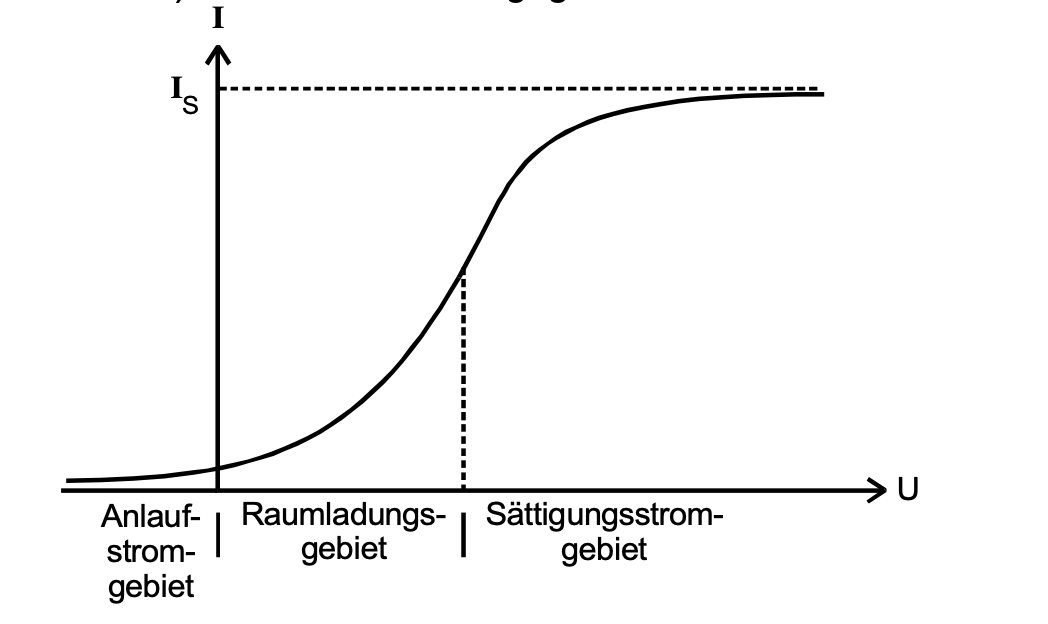 I
I_S
U
Anlauf-
strom-
gebiet
Raumladungs-
gebiet
Sättigungsstrom-
gebiet